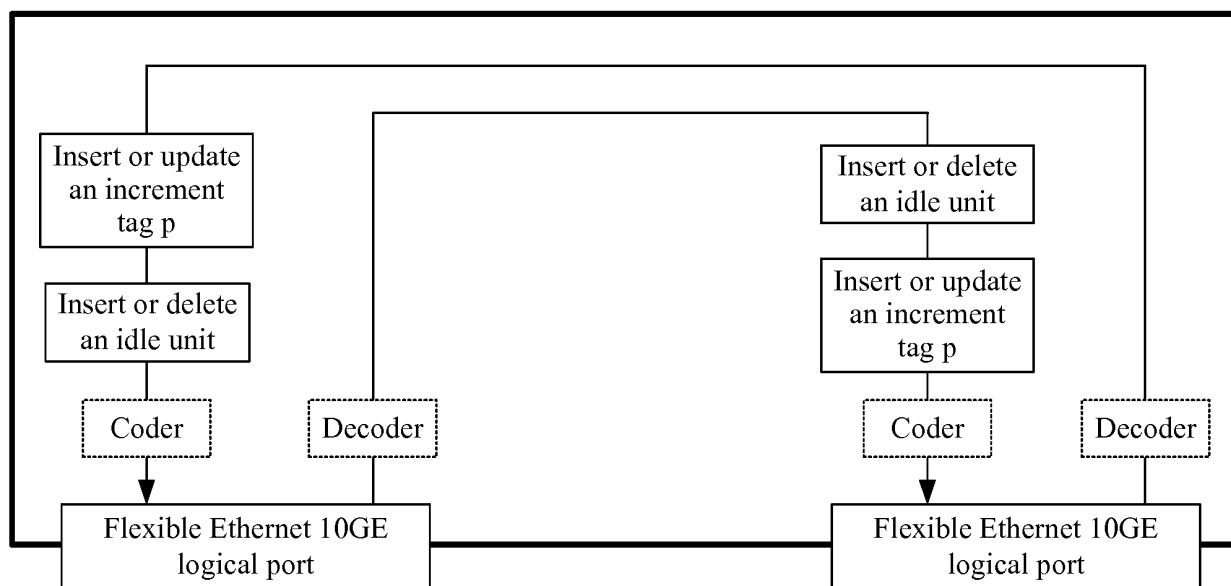 Insert or update
an increment
tag p
Insert or delete
an idle unit
Coder
Decoder
Flexible Ethernet 10GE
logical port
Insert or delete
an idle unit
Insert or update
an increment
tag p
Coder
Decoder
Flexible Ethernet 10GE
logical port